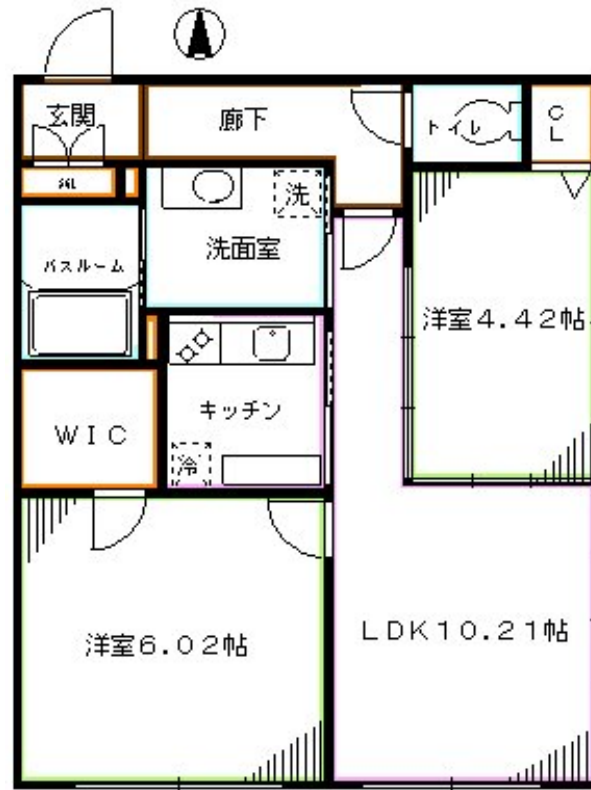 玄関
廊下
トイレ
CL
洗
洗面室
バスルーム
洋室4.42帖
キッチン
冷
WIC
洋室6.02帖
LDK10.21帖